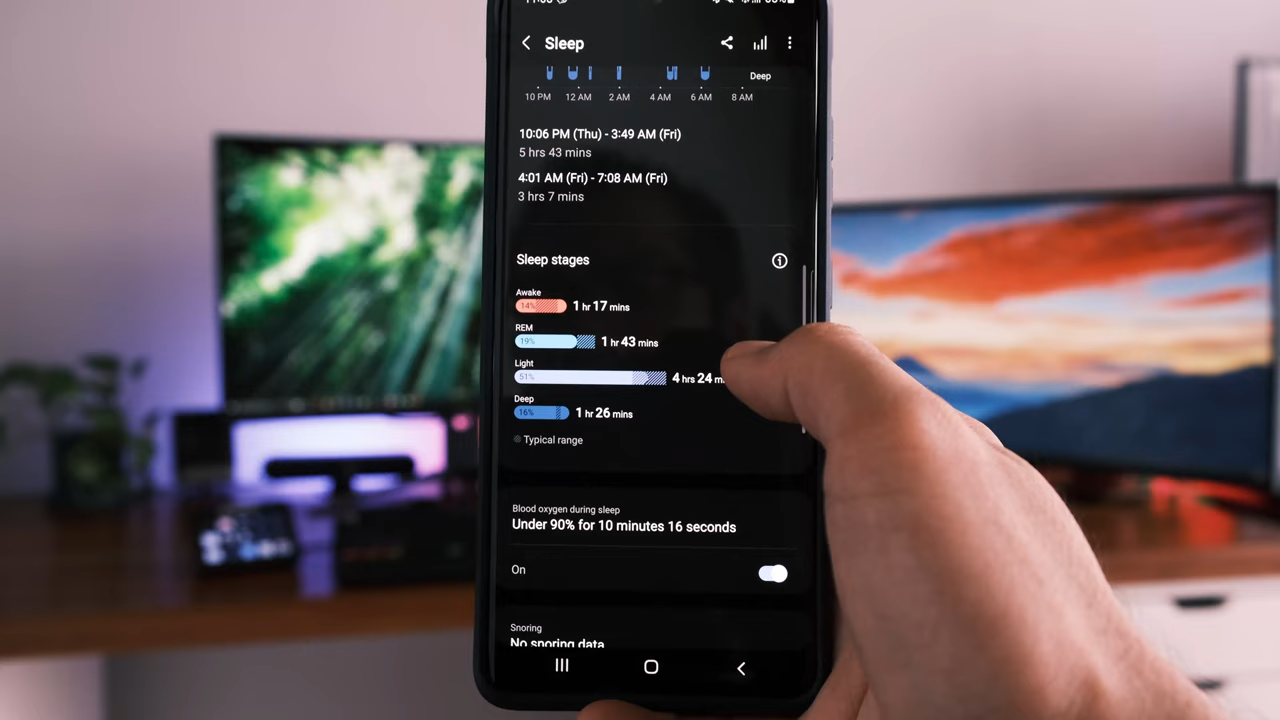 Sleep
Deep
10 PM 12 AM 2 AM 4 AM 6 AM 8 AM
10:06 PM (Thu) - 3:49 AM (Fri)
5 hrs 43 mins
4:01 AM (Fri) - 7:08 AM (Fri)
3 hrs 7 mins
Sleep stages
Awake
14% 1 hr 17 mins
REM
19% 1 hr 43 mins
Light
51% 4 hrs 24 m
Deep
16% 1 hr 26 mins
Typical range
Blood oxygen during sleep
Under 90% for 10 minutes 16 seconds
On
Snoring
No snoring data